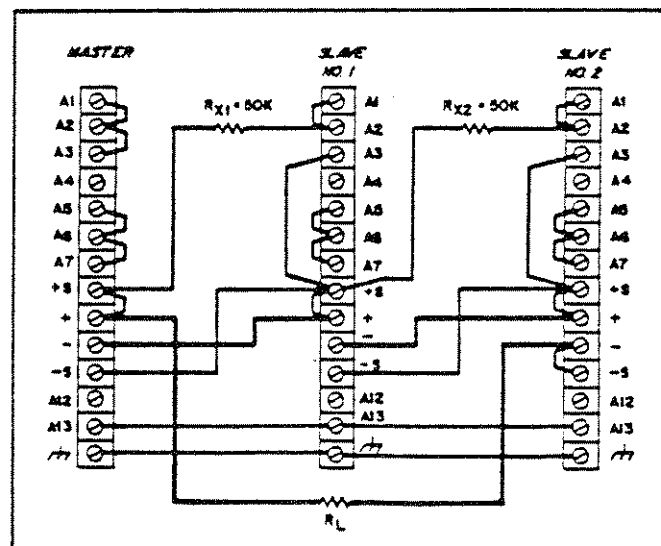 MASTER
SLAVE
NO. 1
SLAVE
NO. 2
RX1 = 50K
RX2 = 50K
A1
A2
A3
A4
A5
A6
A7
+S
+
-
-S
A12
A13
A1
A2
A3
A4
A5
A6
A7
+S
+
-
-S
A12
A13
A1
A2
A3
A4
A5
A6
A7
+S
+
-
-S
A12
A13
RL